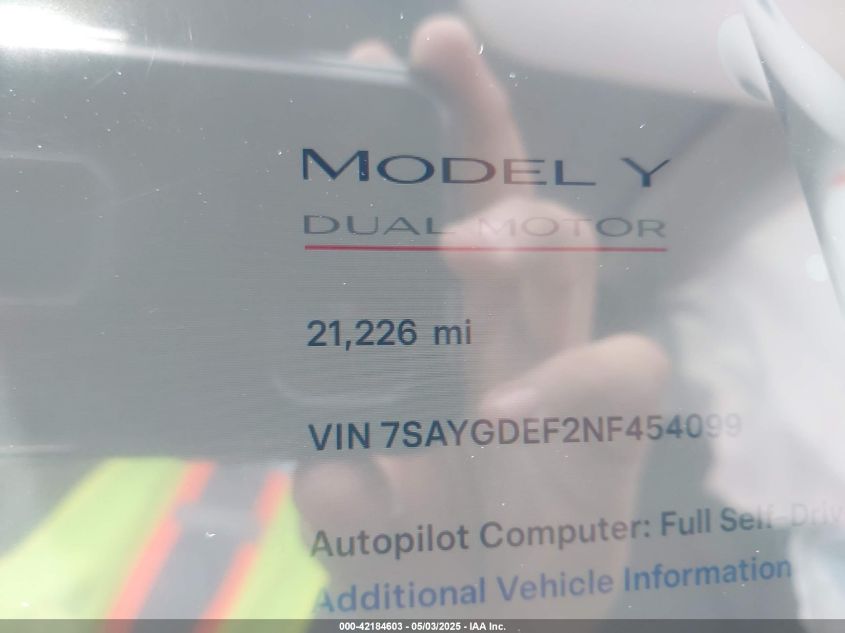 MODEL Y
DUAL MOTOR
21,226 mi
VIN 7SAYGDEF2NF454099
Autopilot Computer: Full Self-Driv
Additional Vehicle Information
000-42184603 - 05/03/2025 - IAA Inc.